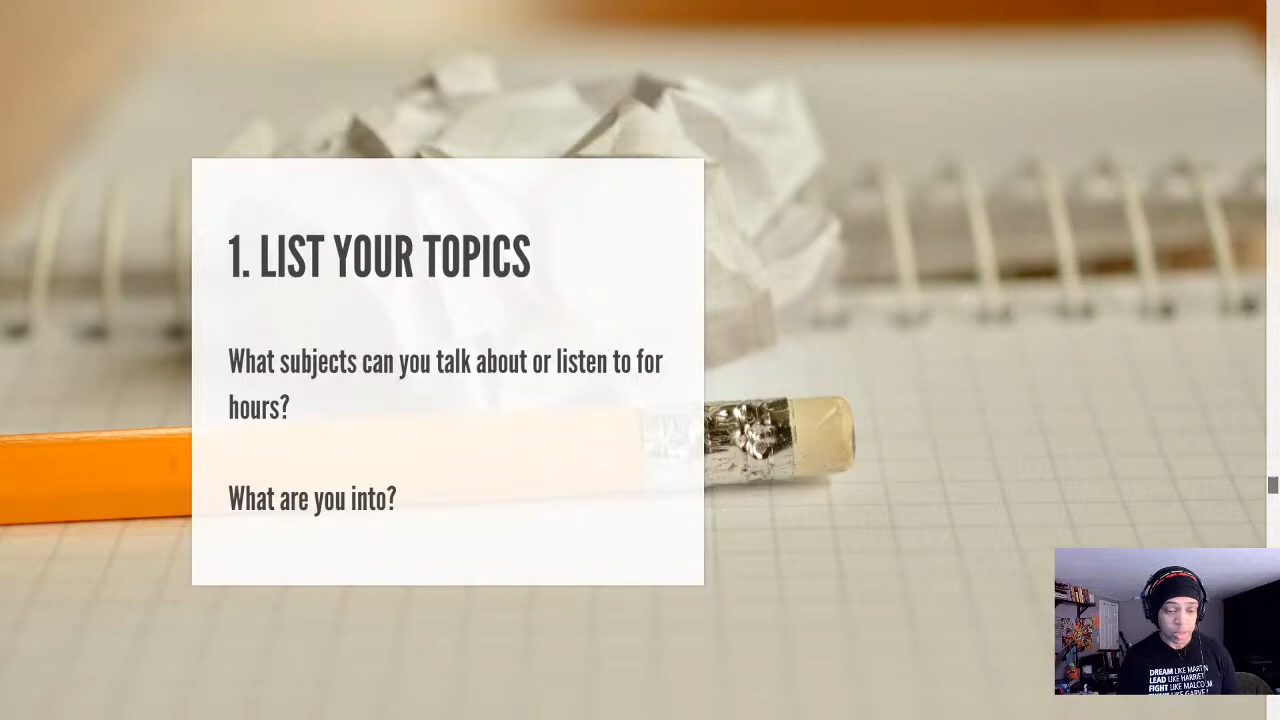 1. LIST YOUR TOPICS
What subjects can you talk about or listen to for
hours?
What are you into?
DREAM LIKE MARTIN
LEAD LIKE HARRIET
FIGHT LIKE MALCOLM